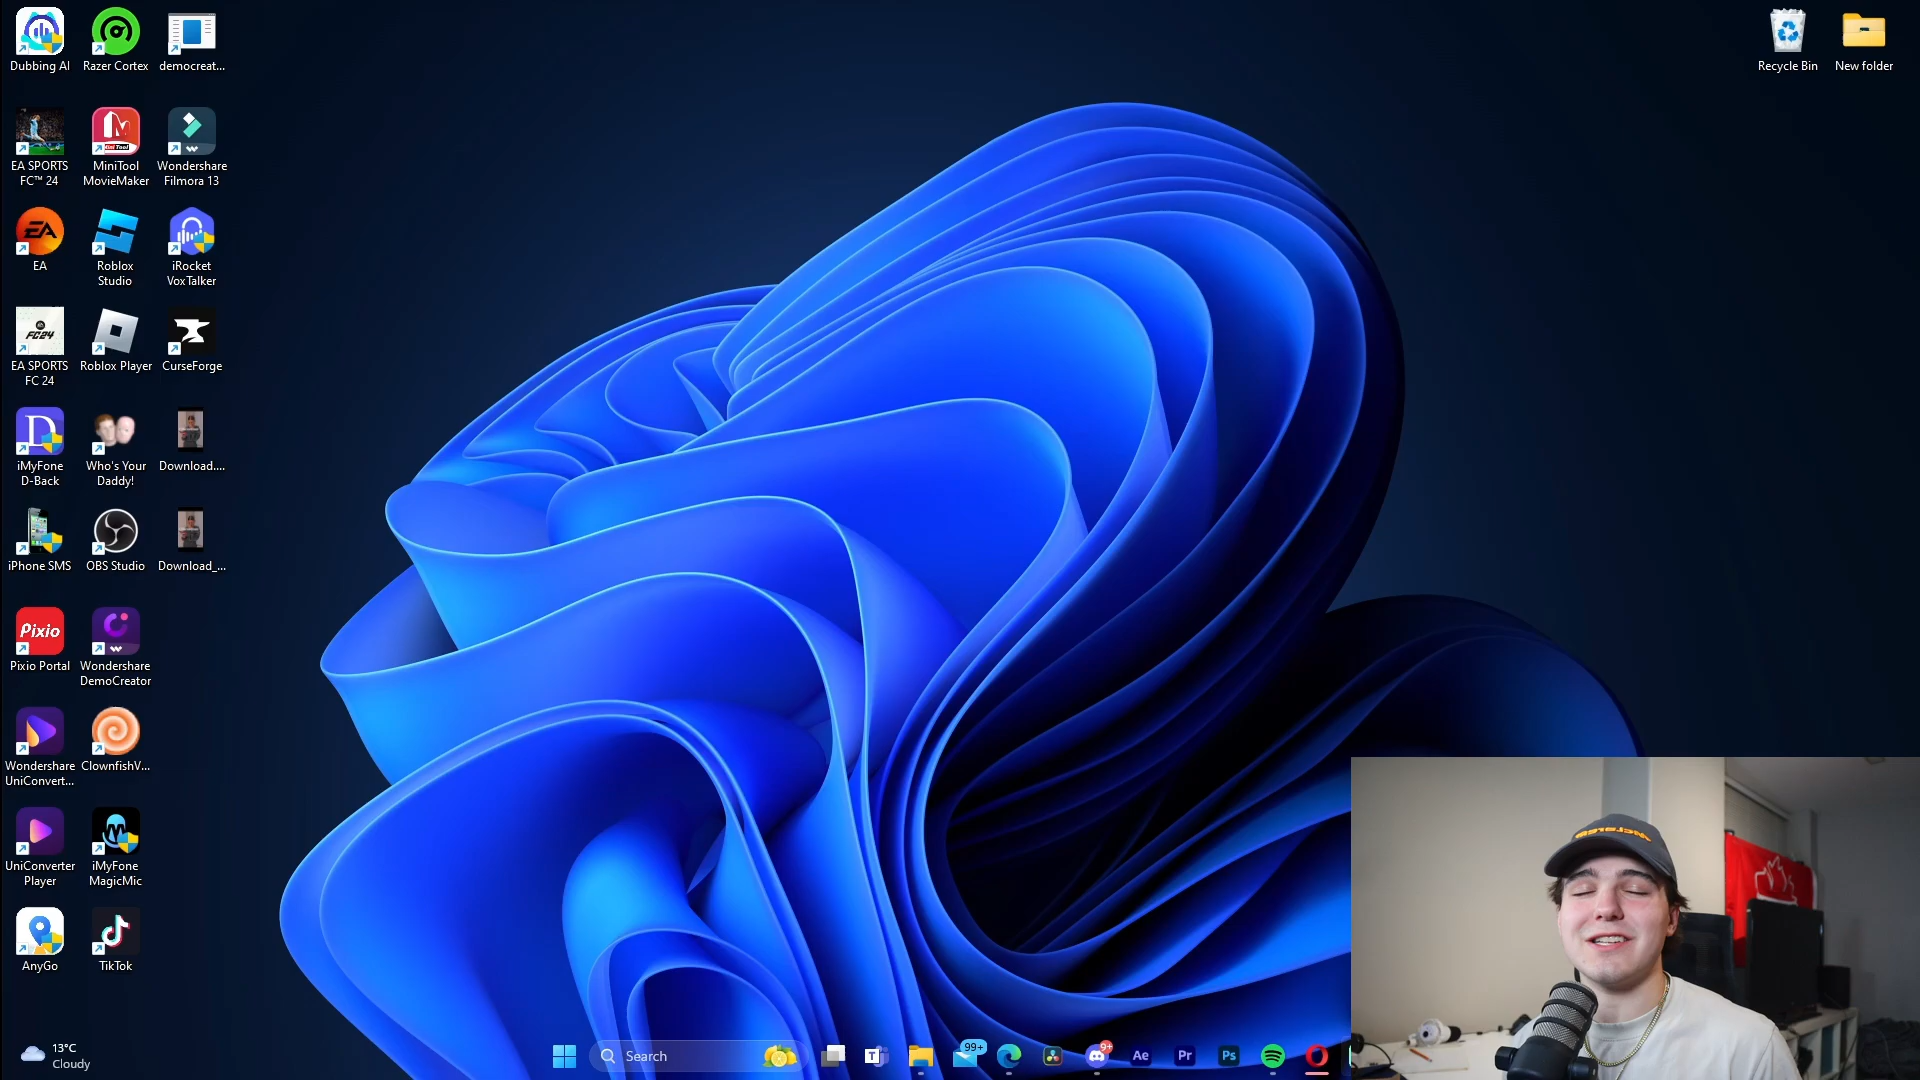 Dubbing AI
Razer Cortex
democreat...
Recycle Bin
New folder
EA SPORTS
FC™ 24
MiniTool
MovieMaker
Wondershare
Filmora 13
EA
Roblox
Studio
iRocket
VoxTalker
EA SPORTS
FC 24
Roblox Player
CurseForge
iMyFone
D-Back
Who's Your
Daddy!
Download....
iPhone SMS
OBS Studio
Download_...
Pixio
Pixio Portal
Wondershare
DemoCreator
Wondershare
UniConvert...
ClownfishV...
UniConverter
Player
iMyFone
MagicMic
AnyGo
TikTok
13°C
Cloudy
Search
99+
9+
Ae
Pr
Ps